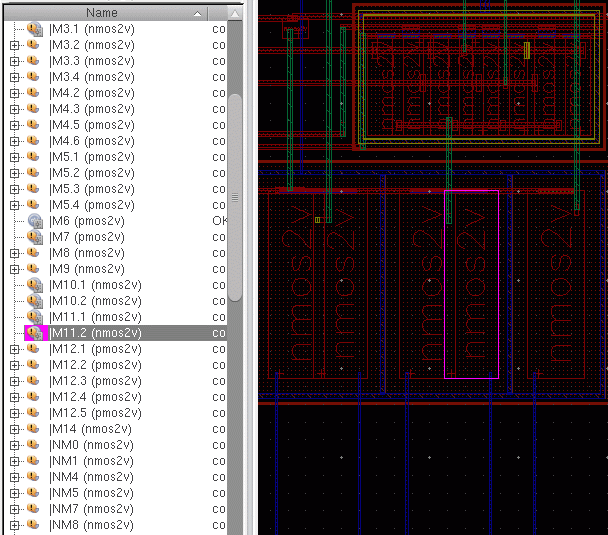 Name
|M3.1 (nmos2v) co
|M3.2 (nmos2v) co
|M3.3 (nmos2v) co
|M3.4 (nmos2v) co
|M4.2 (pmos2v) co
|M4.3 (pmos2v) co
|M4.5 (pmos2v) co
|M4.6 (pmos2v) co
|M5.1 (pmos2v) co
|M5.2 (pmos2v) co
|M5.3 (pmos2v) co
|M5.4 (pmos2v) co
|M6 (pmos2v) OK
|M7 (pmos2v) co
|M8 (nmos2v) co
|M9 (nmos2v) co
|M10.1 (nmos2v) co
|M10.2 (nmos2v) co
|M11.1 (nmos2v) co
|M11.2 (nmos2v) co
|M12.1 (pmos2v) co
|M12.2 (pmos2v) co
|M12.3 (pmos2v) co
|M12.4 (pmos2v) co
|M12.5 (pmos2v) co
|M14 (nmos2v) co
|NM0 (nmos2v) co
|NM1 (nmos2v) co
|NM4 (nmos2v) co
|NM5 (nmos2v) co
|NM7 (nmos2v) co
|NM8 (nmos2v) co
nmos2v
nmos2v
nmos2v
nmos2v
nmos2v